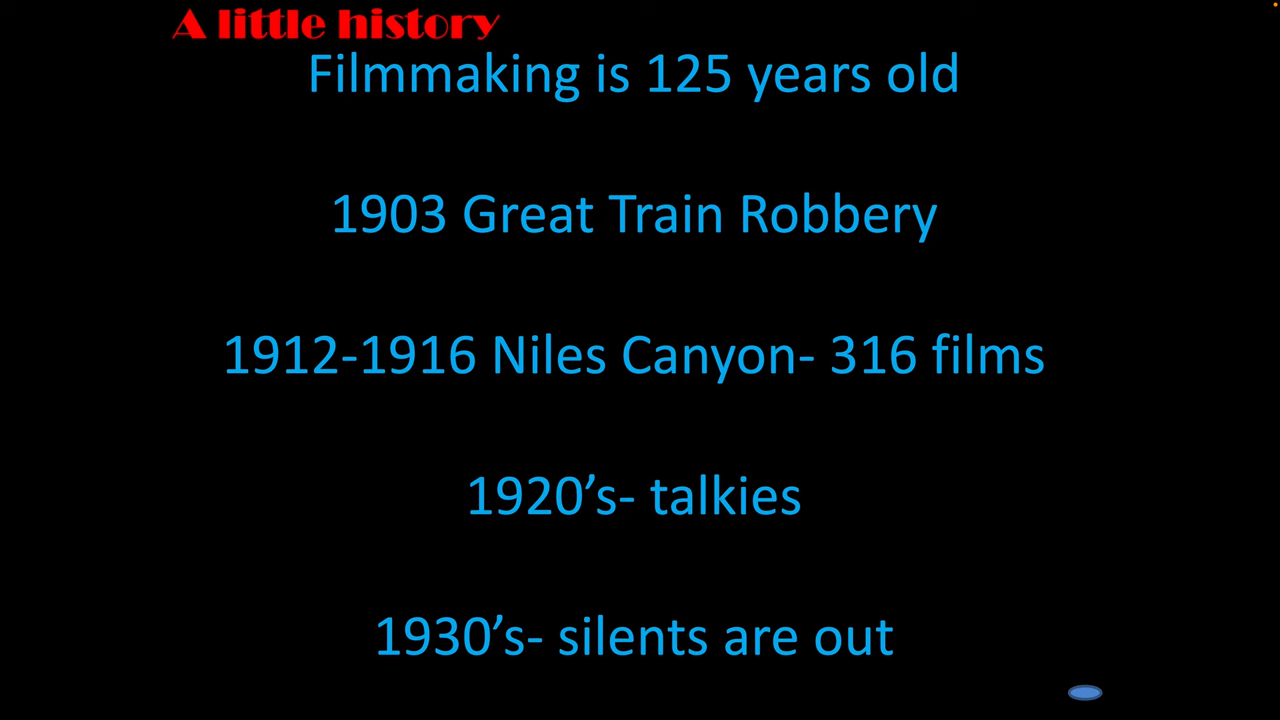 A little history
Filmmaking is 125 years old
1903 Great Train Robbery
1912-1916 Niles Canyon- 316 films
1920’s- talkies
1930’s- silents are out